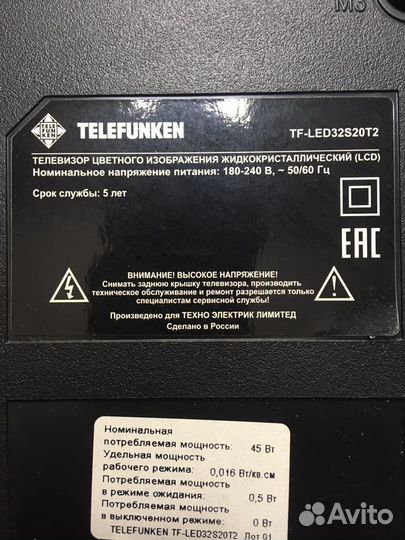 M3
TELE
FUN
KEN
TELEFUNKEN
TF-LED32S20T2
ТЕЛЕВИЗОР ЦВЕТНОГО ИЗОБРАЖЕНИЯ ЖИДКОКРИСТАЛЛИЧЕСКИЙ (LCD)
Номинальное напряжение питания: 180-240 В, ~ 50/60 Гц
Срок службы: 5 лет
EAC
ВНИМАНИЕ! ВЫСОКОЕ НАПРЯЖЕНИЕ!
Снимать заднюю крышку телевизора, производить
техническое обслуживание и ремонт разрешается только
специалистам сервисной службы!
Произведено для ТЕХНО ЭЛЕКТРИК ЛИМИТЕД
Сделано в России
Номинальная
потребляемая мощность: 45 Вт
Удельная мощность
рабочего режима: 0,016 Вт/кв.см
Потребляемая мощность
в режиме ожидания: 0,5 Вт
Потребляемая мощность
в выключенном режиме: 0 Вт
TELEFUNKEN TF-LED32S20T2 Лот 01
Avito